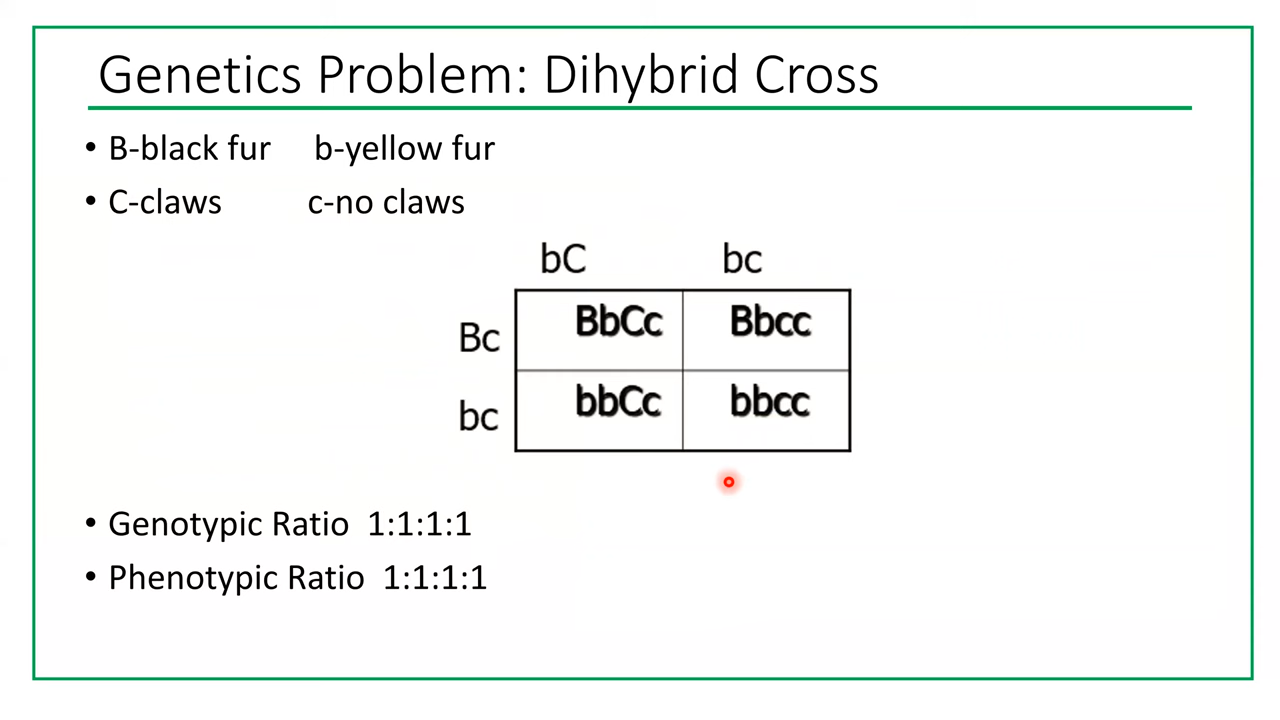 Genetics Problem: Dihybrid Cross
• B-black fur b-yellow fur
• C-claws c-no claws
bC bc
Bc BbCc Bbcc
bc bbCc bbcc
• Genotypic Ratio 1:1:1:1
• Phenotypic Ratio 1:1:1:1